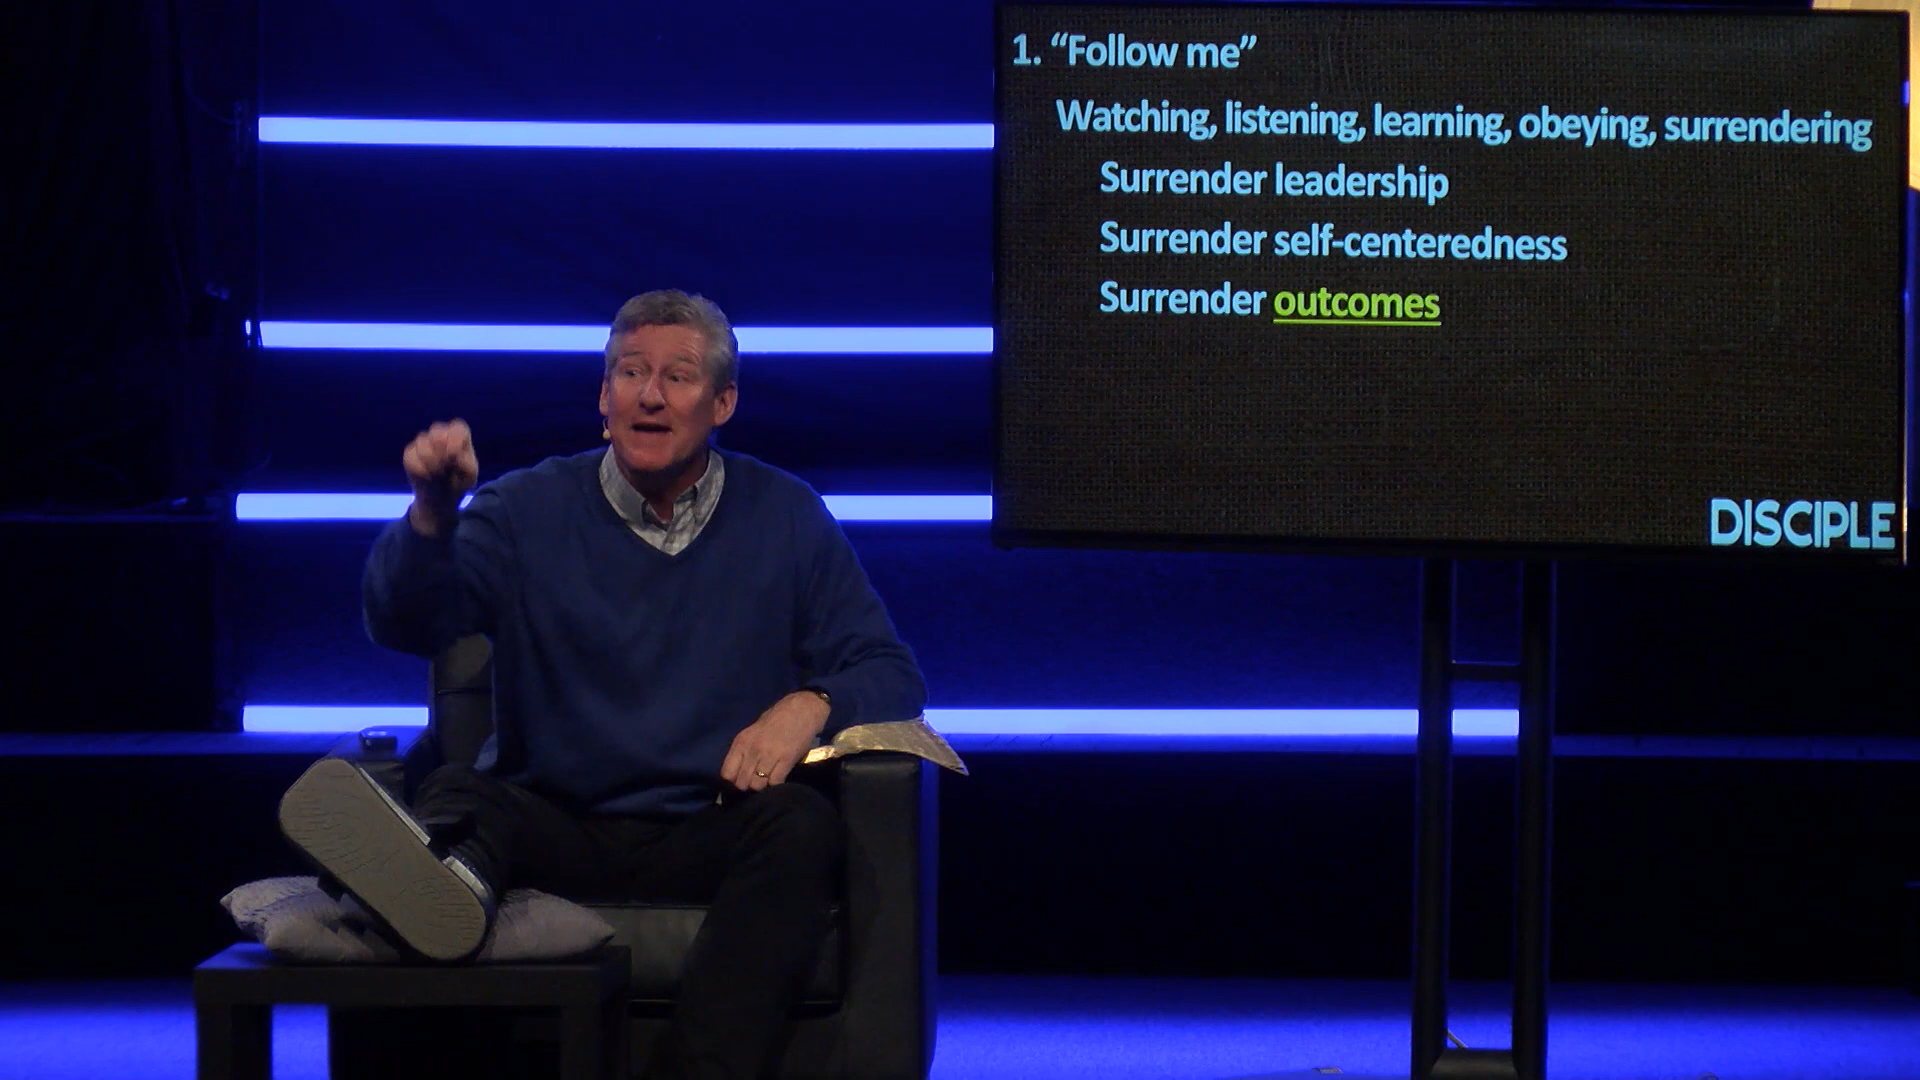 1. “Follow me”
Watching, listening, learning, obeying, surrendering
Surrender leadership
Surrender self-centeredness
Surrender outcomes
DISCIPLE